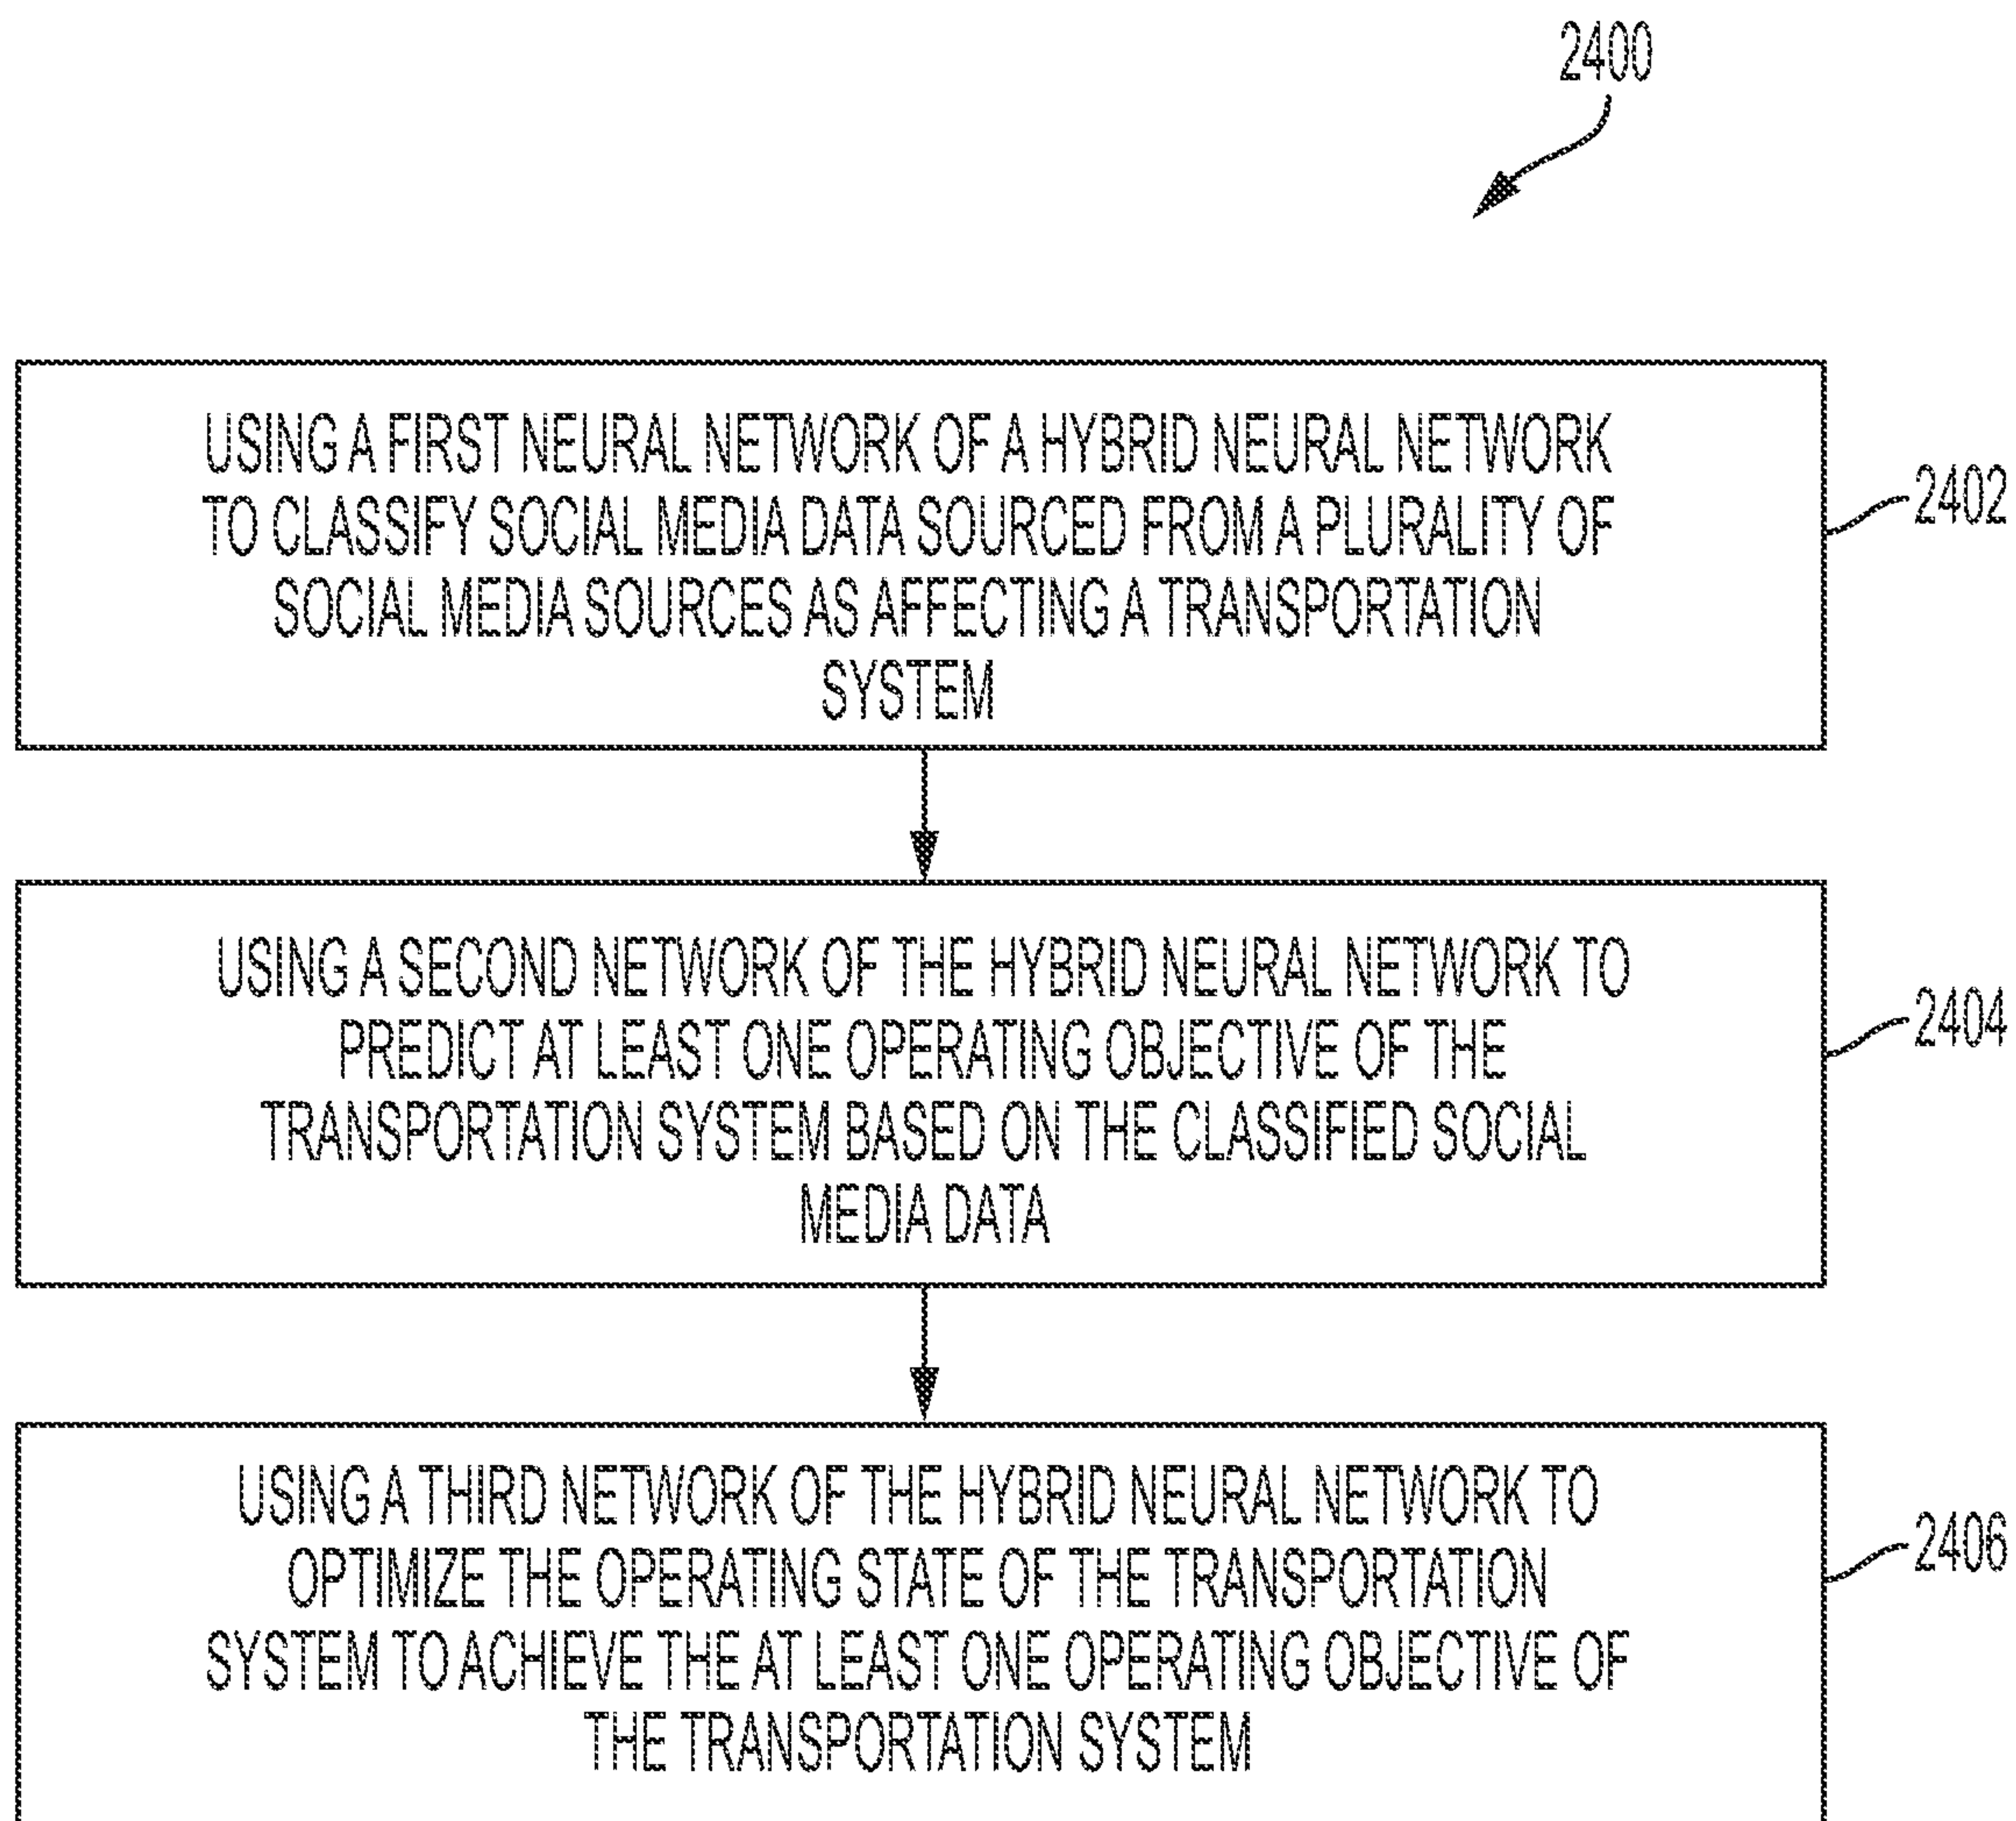 2400
USING A FIRST NEURAL NETWORK OF A HYBRID NEURAL NETWORK
TO CLASSIFY SOCIAL MEDIA DATA SOURCED FROM A PLURALITY OF
SOCIAL MEDIA SOURCES AS AFFECTING A TRANSPORTATION
SYSTEM
2402
USING A SECOND NETWORK OF THE HYBRID NEURAL NETWORK TO
PREDICT AT LEAST ONE OPERATING OBJECTIVE OF THE
TRANSPORTATION SYSTEM BASED ON THE CLASSIFIED SOCIAL
MEDIA DATA
2404
USING A THIRD NETWORK OF THE HYBRID NEURAL NETWORK TO
OPTIMIZE THE OPERATING STATE OF THE TRANSPORTATION
SYSTEM TO ACHIEVE THE AT LEAST ONE OPERATING OBJECTIVE OF
THE TRANSPORTATION SYSTEM
2406